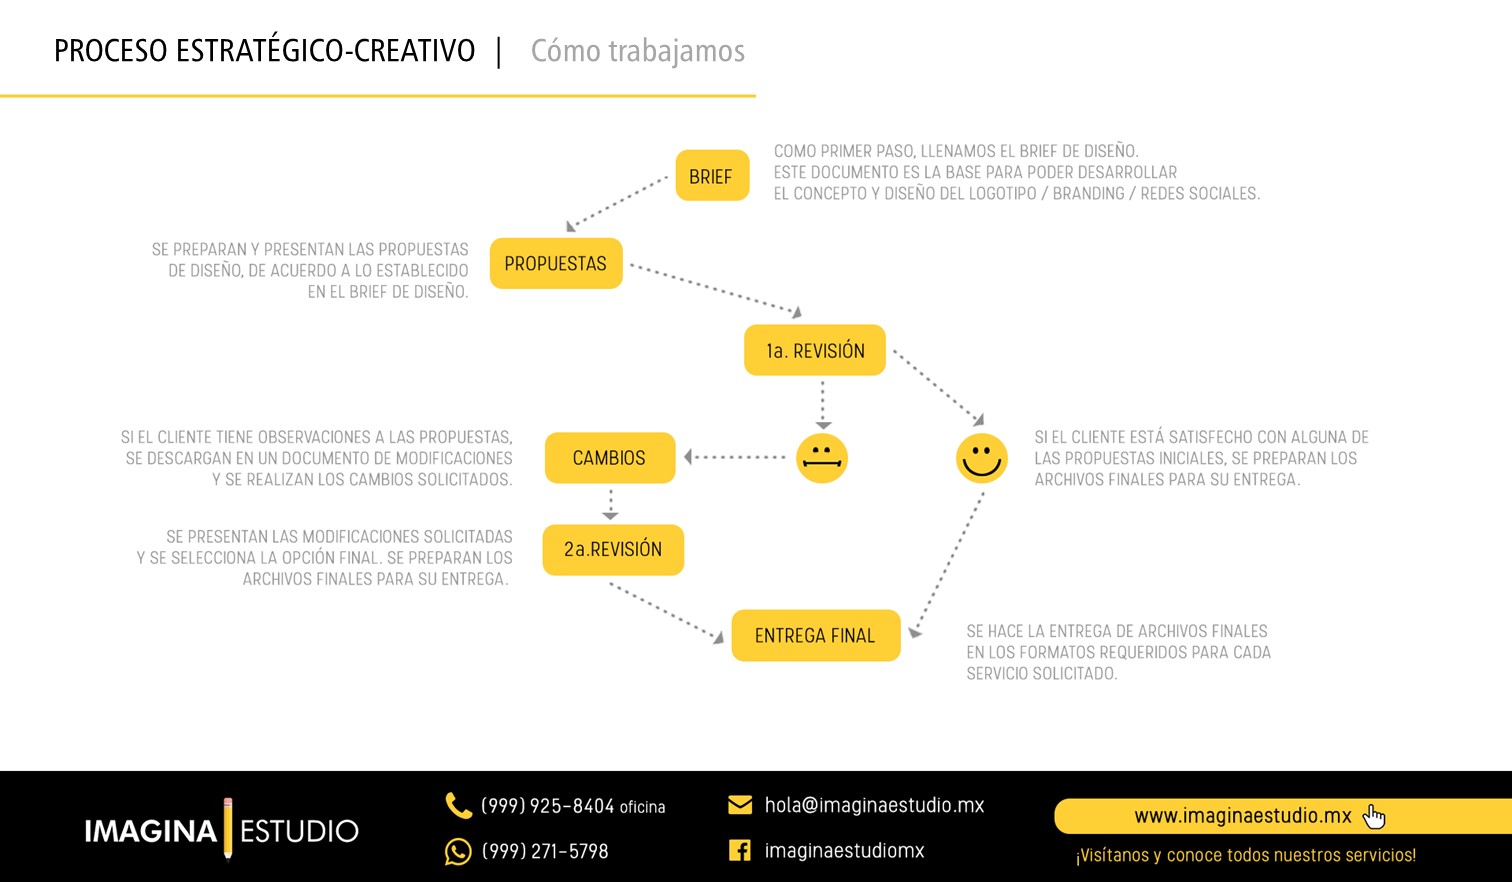 PROCESO ESTRATÉGICO-CREATIVO | Cómo trabajamos
BRIEF
COMO PRIMER PASO, LLENAMOS EL BRIEF DE DISEÑO.
ESTE DOCUMENTO ES LA BASE PARA PODER DESARROLLAR
EL CONCEPTO Y DISEÑO DEL LOGOTIPO / BRANDING / REDES SOCIALES.
SE PREPARAN Y PRESENTAN LAS PROPUESTAS
DE DISEÑO, DE ACUERDO A LO ESTABLECIDO
EN EL BRIEF DE DISEÑO.
PROPUESTAS
1a. REVISIÓN
SI EL CLIENTE TIENE OBSERVACIONES A LAS PROPUESTAS,
SE DESCARGAN EN UN DOCUMENTO DE MODIFICACIONES
Y SE REALIZAN LOS CAMBIOS SOLICITADOS.
CAMBIOS
SI EL CLIENTE ESTÁ SATISFECHO CON ALGUNA DE
LAS PROPUESTAS INICIALES, SE PREPARAN LOS
ARCHIVOS FINALES PARA SU ENTREGA.
SE PRESENTAN LAS MODIFICACIONES SOLICITADAS
Y SE SELECCIONA LA OPCIÓN FINAL. SE PREPARAN LOS
ARCHIVOS FINALES PARA SU ENTREGA.
2a.REVISIÓN
ENTREGA FINAL
SE HACE LA ENTREGA DE ARCHIVOS FINALES
EN LOS FORMATOS REQUERIDOS PARA CADA
SERVICIO SOLICITADO.
IMAGINA ESTUDIO
(999) 925-8404 oficina
(999) 271-5798
hola@imaginaestudio.mx
imaginaestudiomx
www.imaginaestudio.mx
¡Visítanos y conoce todos nuestros servicios!